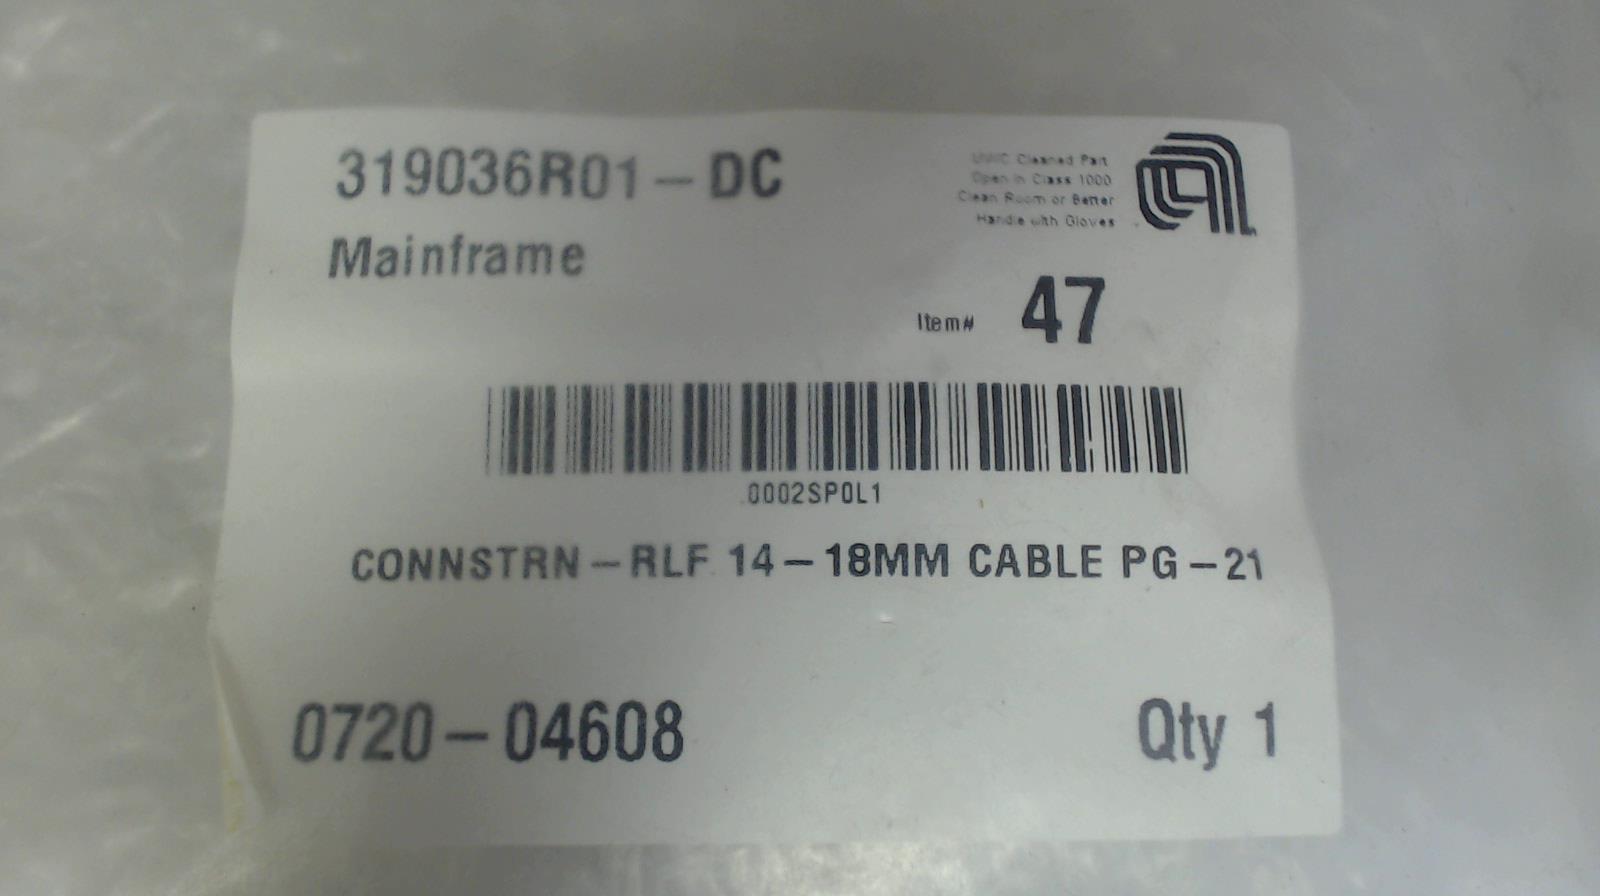 319036R01-DC
Mainframe
UWC Cleaned Part
Open in Class 1000
Clean Room or Better
Handle with Gloves
Item# 47
.0002SP0L1
CONNSTRN-RLF 14-18MM CABLE PG-21
0720-04608
Qty 1